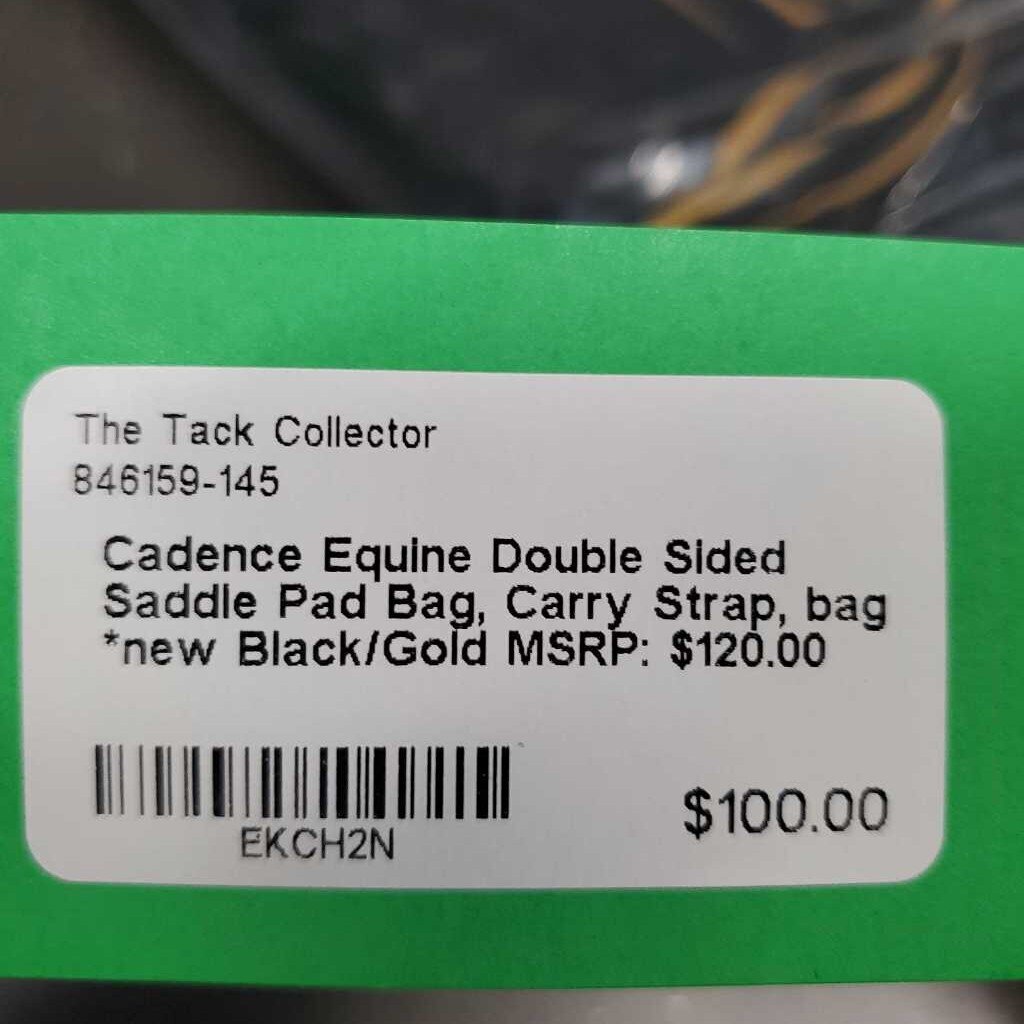 The Tack Collector
846159-145
Cadence Equine Double Sided
Saddle Pad Bag, Carry Strap, bag
*new Black/Gold MSRP: $120.00
EKCH2N
$100.00